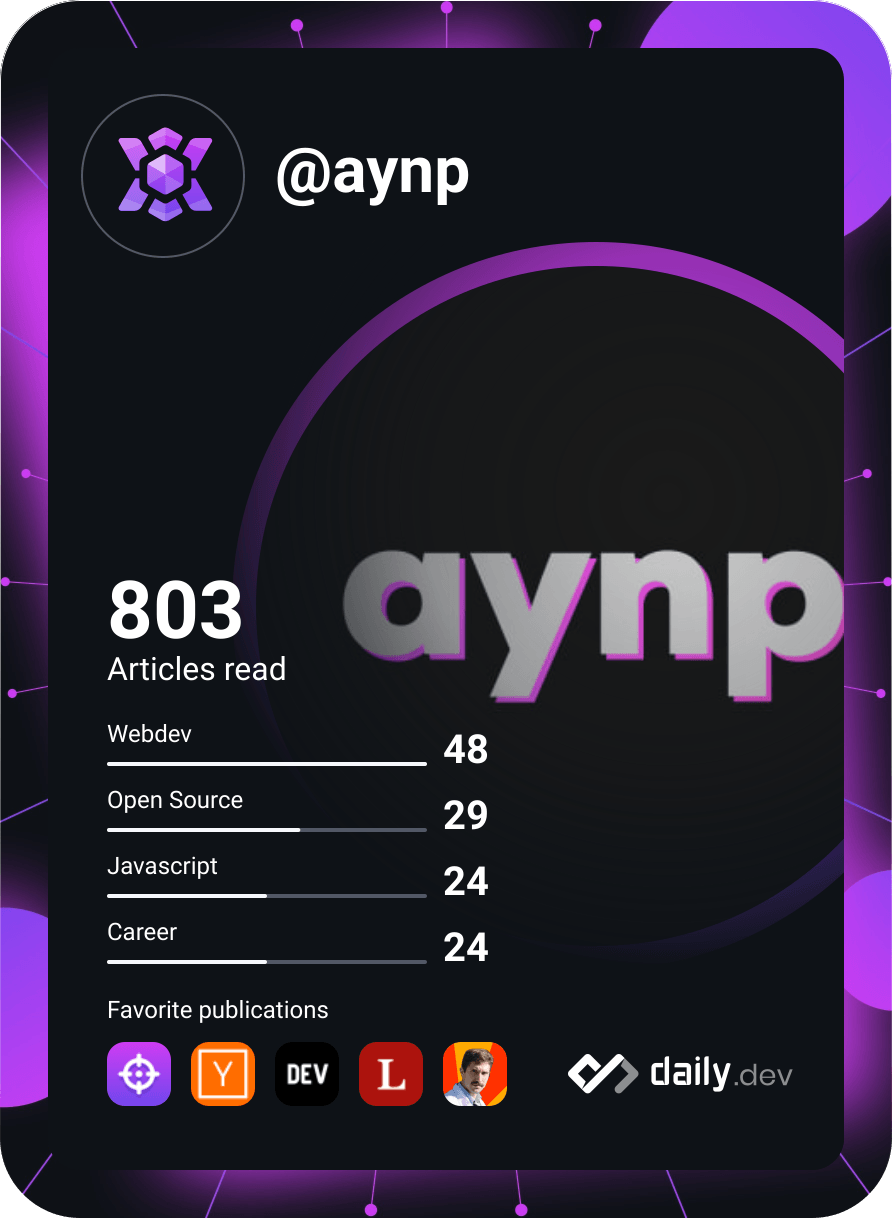 @aynp
aynp
803
Articles read
Webdev
48
Open Source
29
Javascript
24
Career
24
Favorite publications
Y
DEV
L
daily.dev